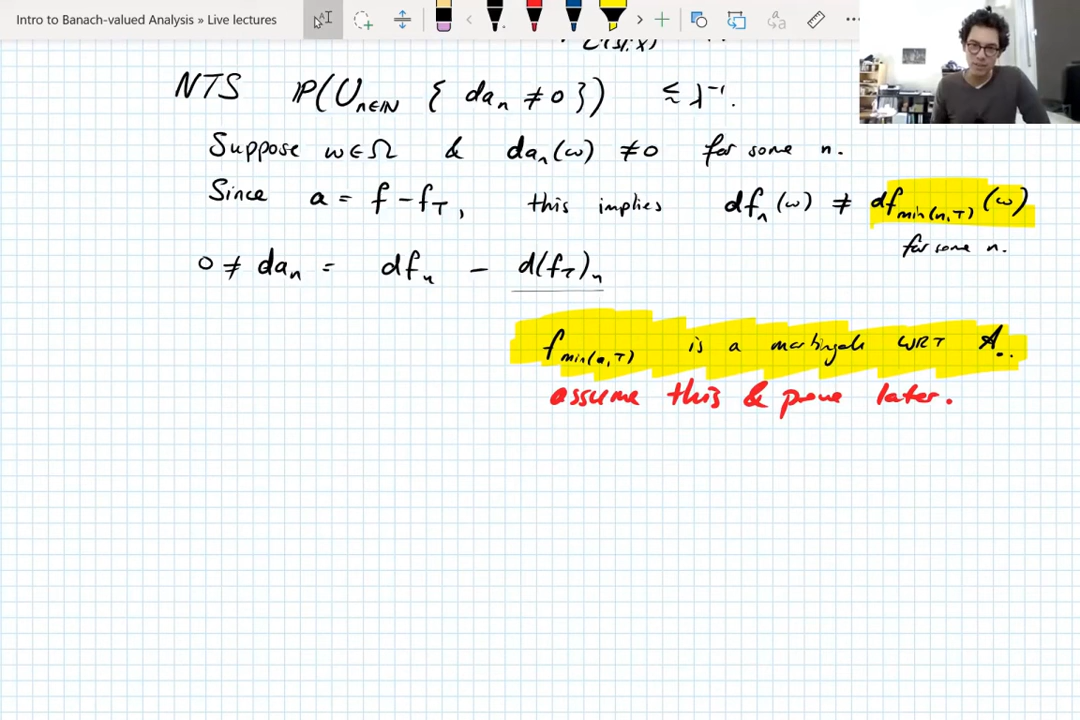 Intro to Banach-valued Analysis » Live lectures
NTS ℙ(∪ₙ∈ℕ { daₙ ≠ 0 }) ≲ λ⁻¹.
Suppose ω∈Ω & daₙ(ω) ≠ 0 for some n.
Since a = f - f_T, this implies dfₙ(ω) ≠ df_min(n,T)(ω)
for some n.
0 ≠ daₙ = dfₙ - d(f_T)ₙ
f_min(n,T) is a martingale WRT A..
assume this & prove later.